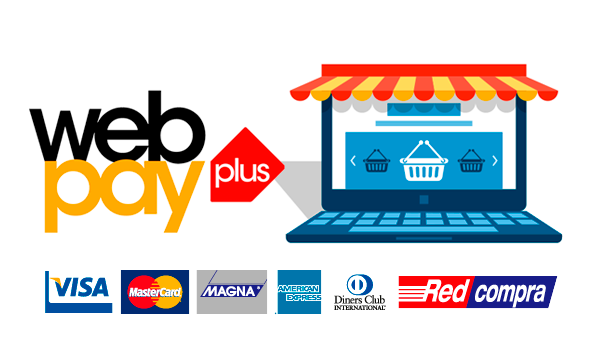 web
pay
plus
VISA
MasterCard
MAGNA
AMERICAN
EXPRESS
Diners Club
INTERNATIONAL
Red compra